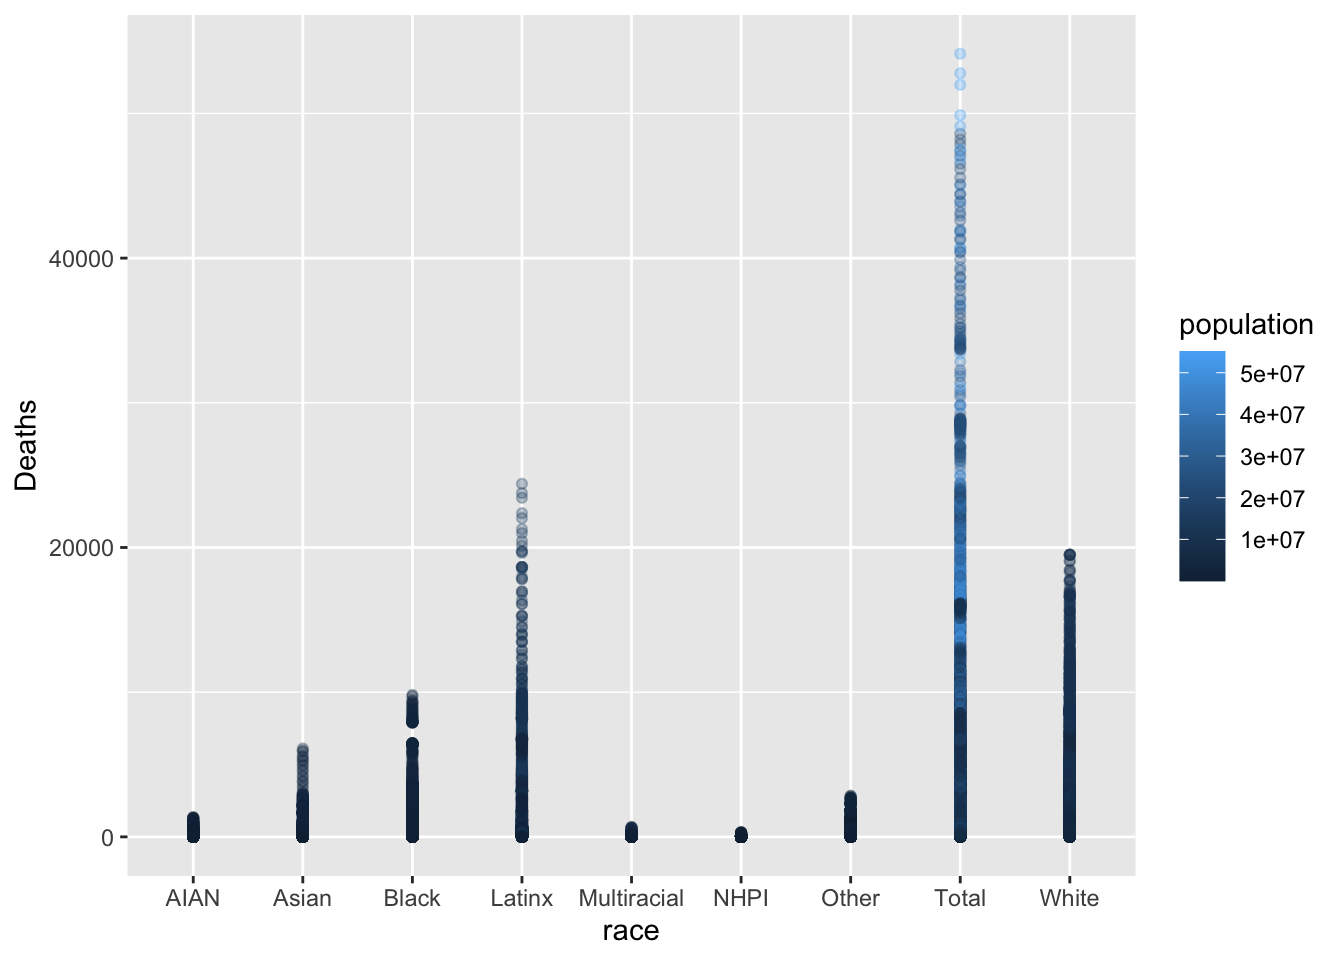 Deaths
40000
20000
0
AIAN Asian Black Latinx Multiracial NHPI Other Total White
race
population
5e+07
4e+07
3e+07
2e+07
1e+07